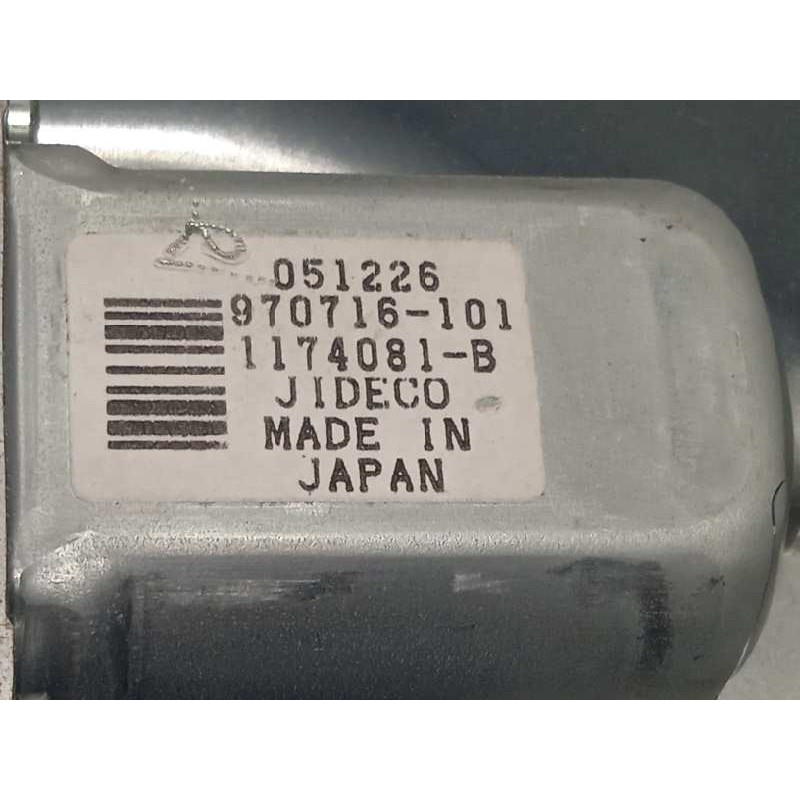 051226
970716-101
1174081-B
JIDECO
MADE IN
JAPAN